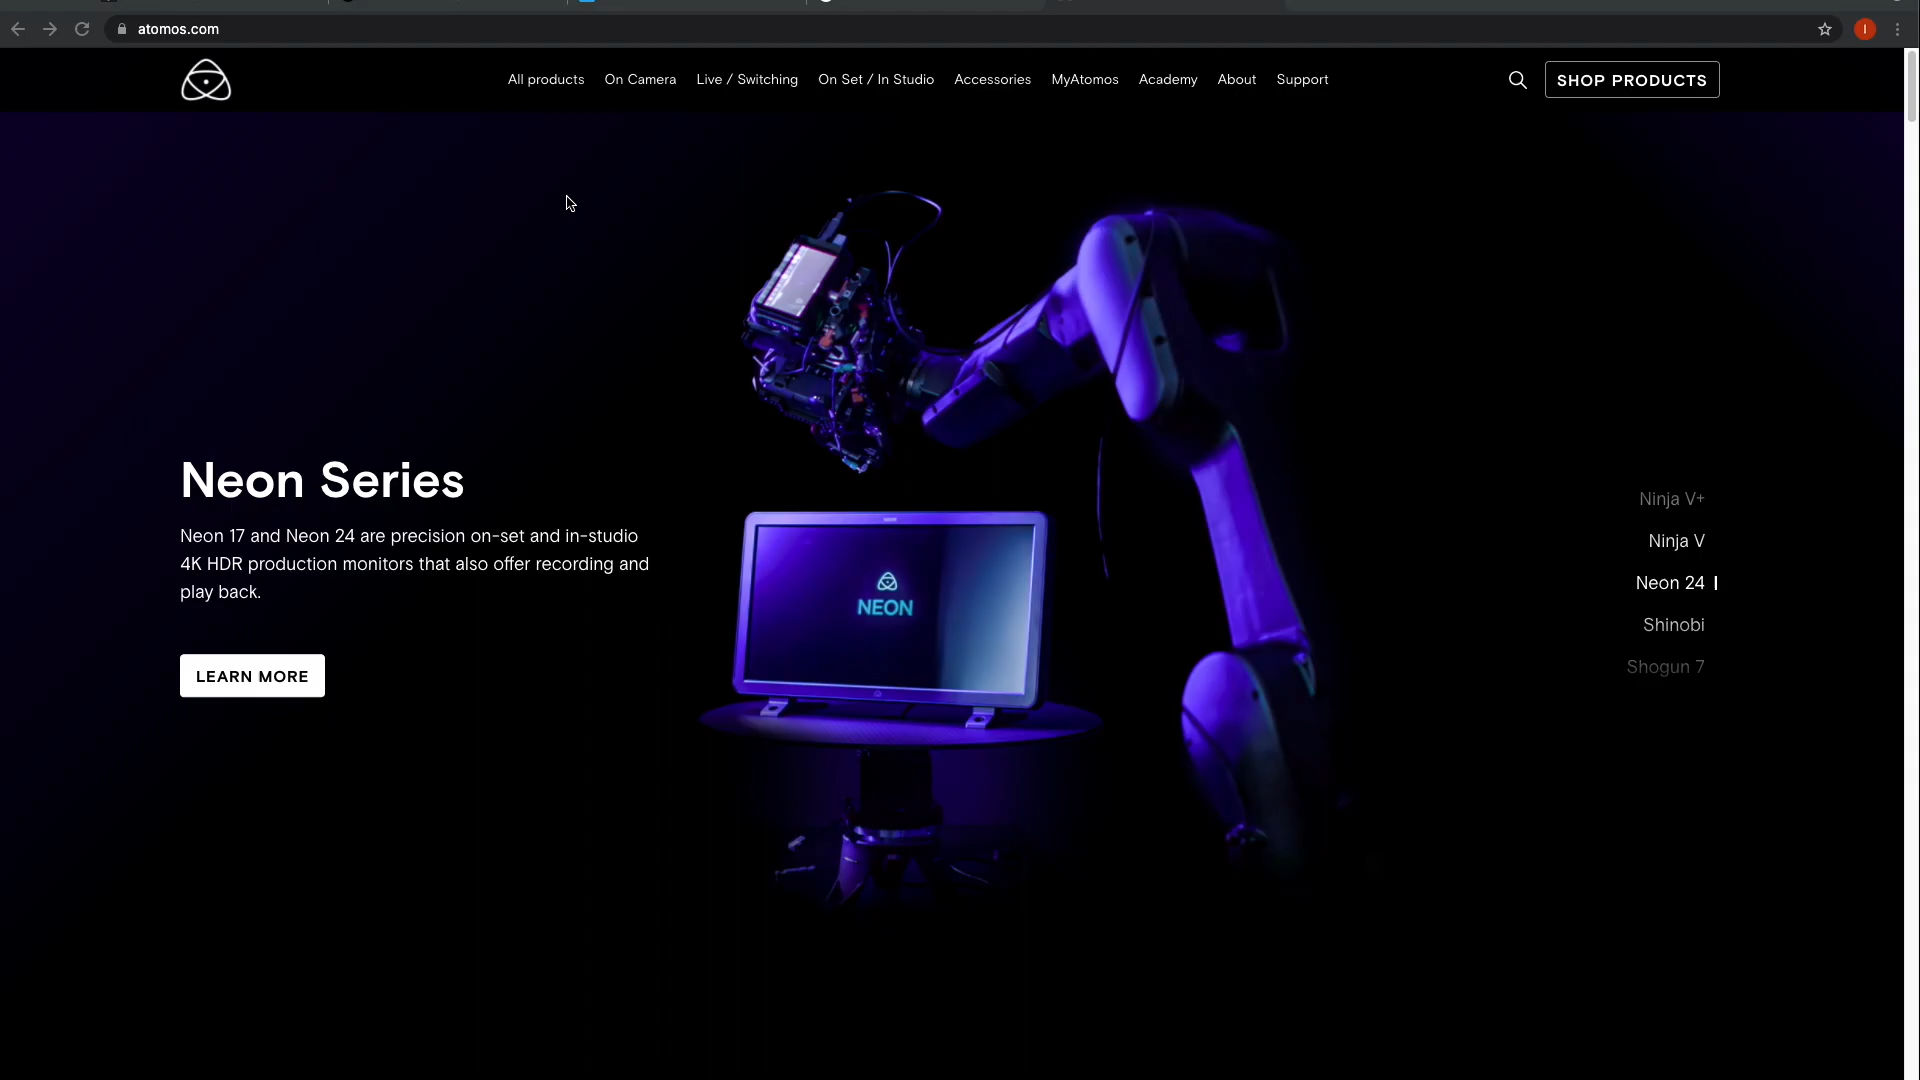 atomos.com
I
All products On Camera Live / Switching On Set / In Studio Accessories MyAtomos Academy About Support
SHOP PRODUCTS
Neon Series
Neon 17 and Neon 24 are precision on-set and in-studio
4K HDR production monitors that also offer recording and
play back.
LEARN MORE
NEON
Ninja V+
Ninja V
Neon 24
Shinobi
Shogun 7